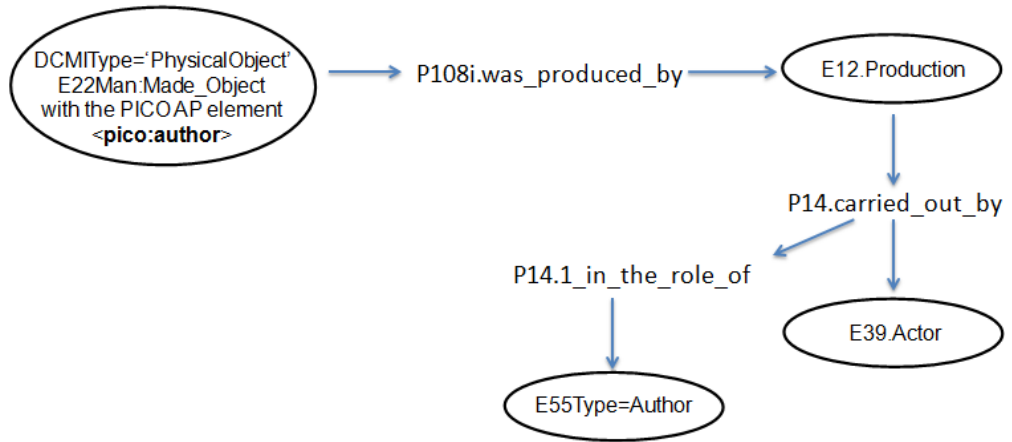 DCMIType='PhysicalObject'
E22Man:Made_Object
with the PICO AP element
<pico:author>
P108i.was_produced_by
E12.Production
P14.carried_out_by
P14.1_in_the_role_of
E39.Actor
E55Type=Author